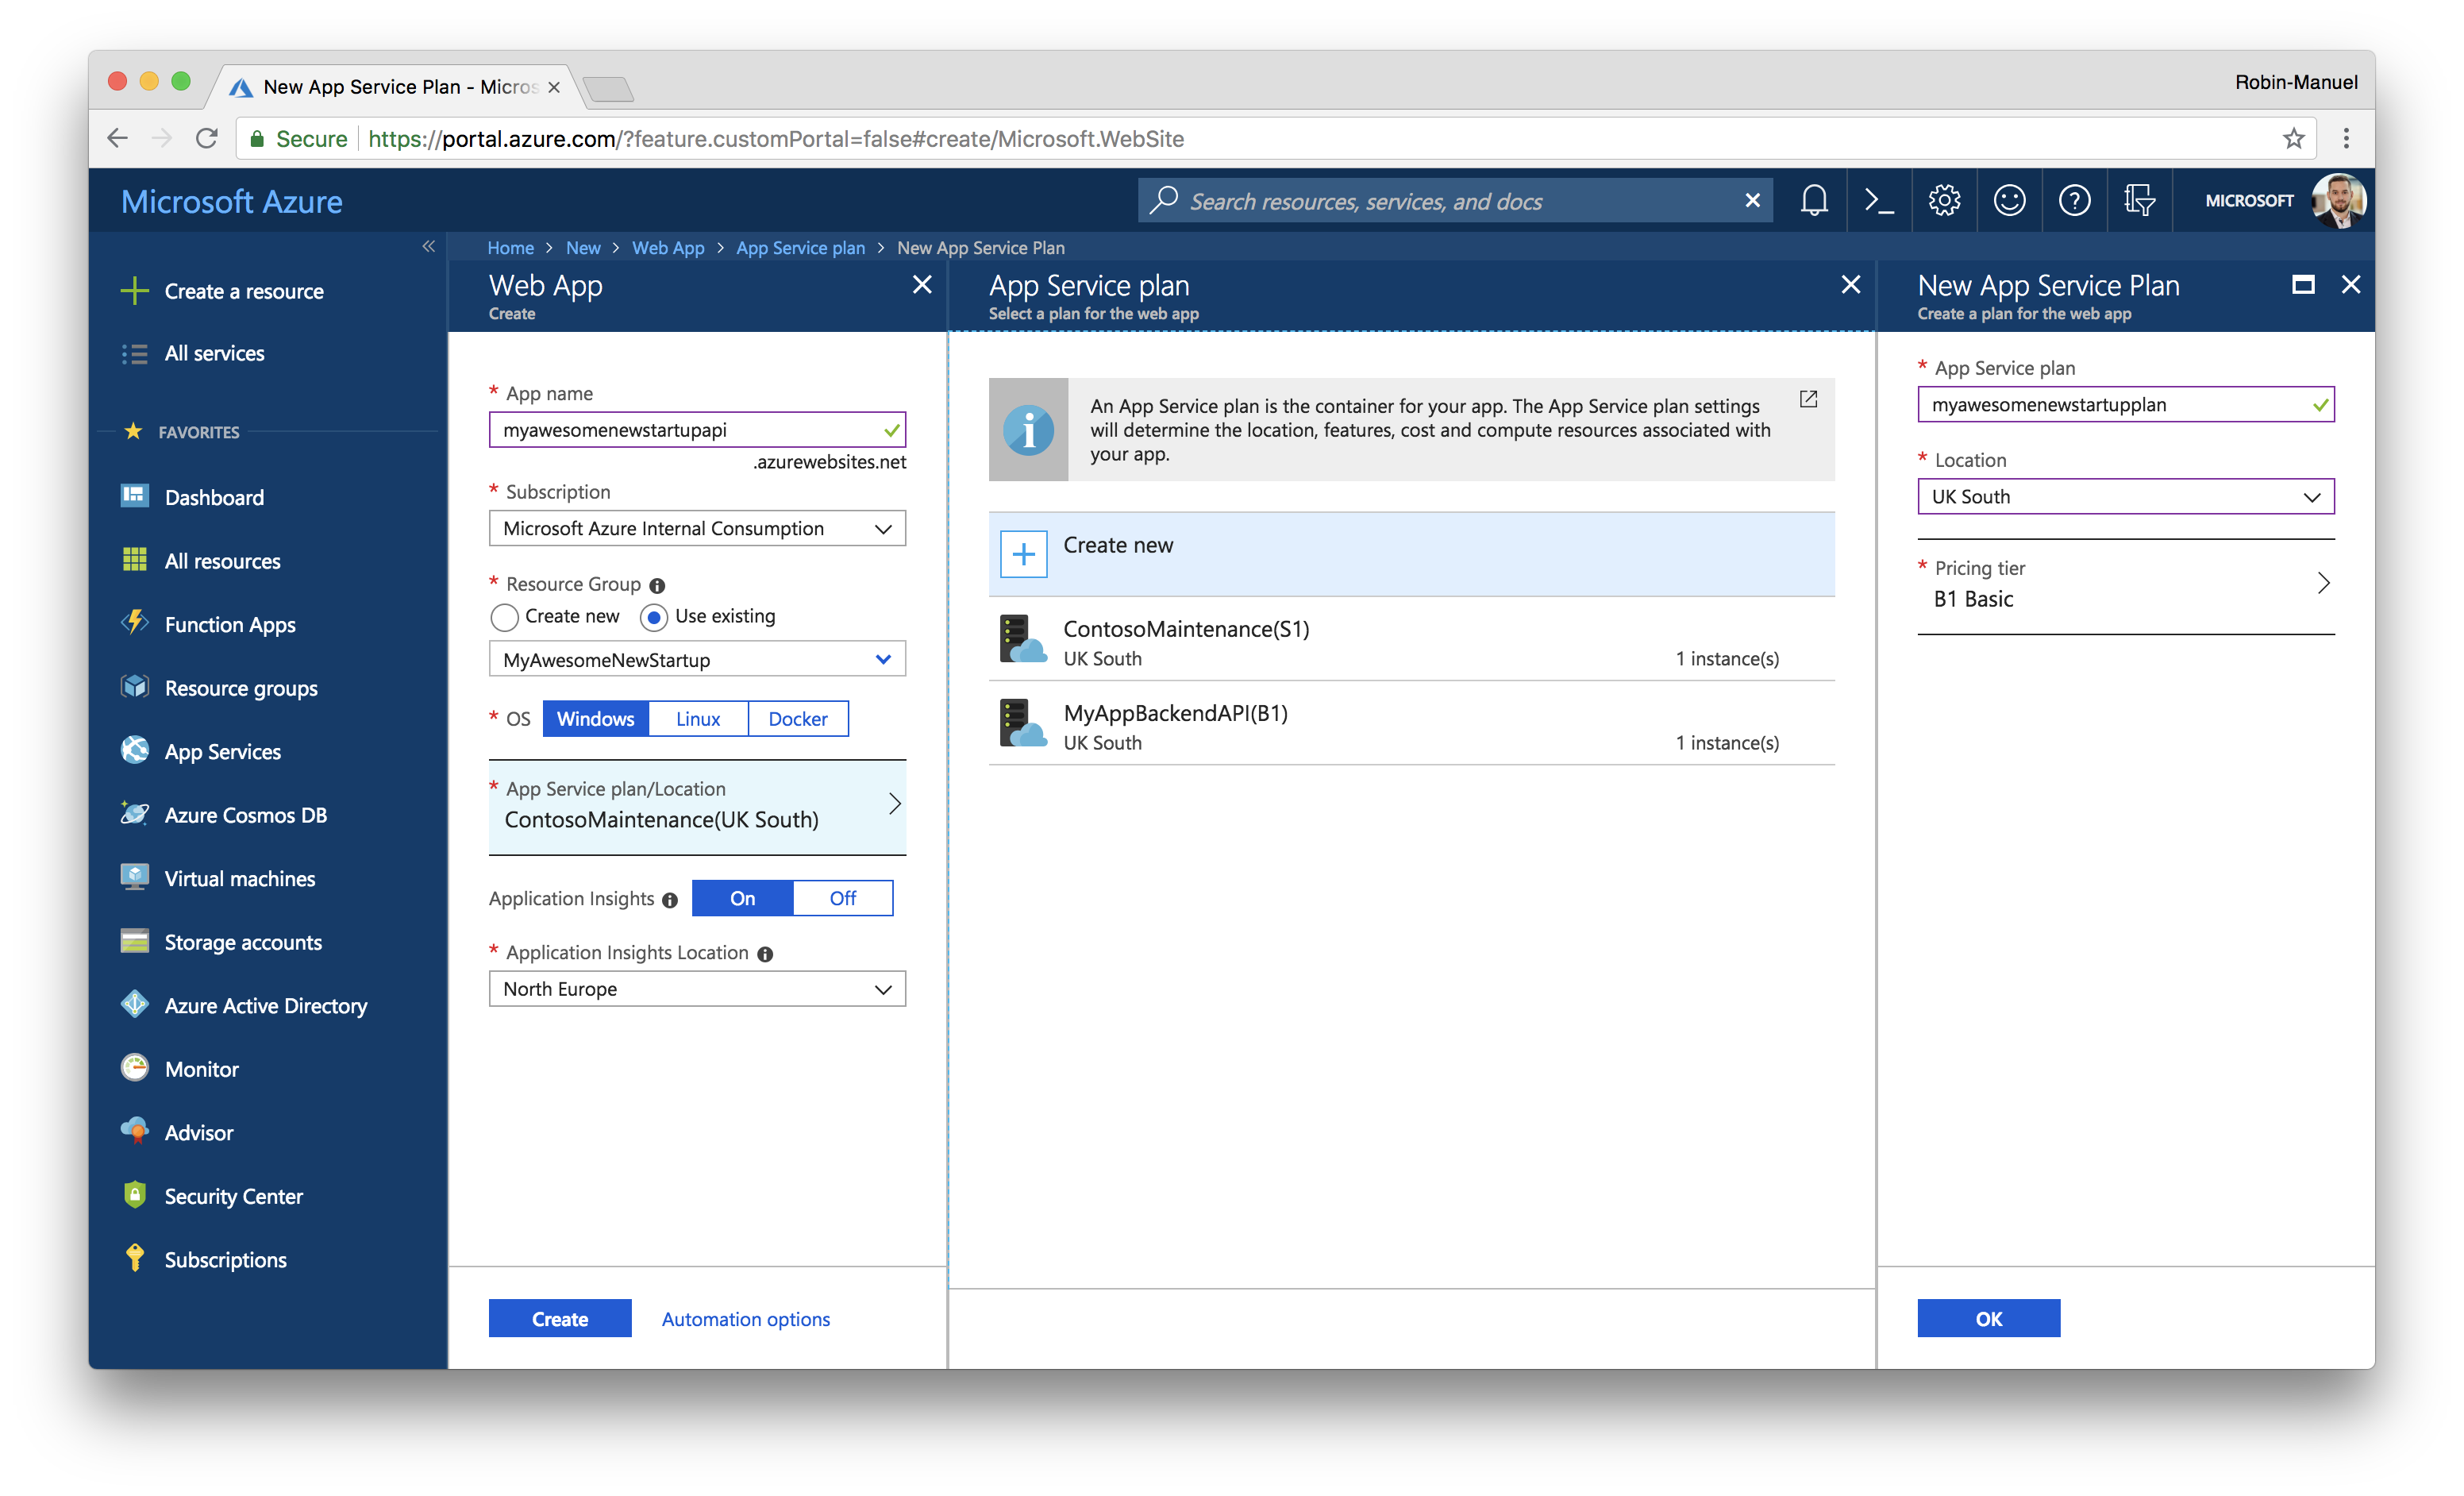 New App Service Plan - Micros
Robin-Manuel
Secure
https://portal.azure.com/?feature.customPortal=false#create/Microsoft.WebSite
Microsoft Azure
Search resources, services, and docs
MICROSOFT
Home > New > Web App > App Service plan > New App Service Plan
Create a resource
All services
FAVORITES
Dashboard
All resources
Function Apps
Resource groups
App Services
Azure Cosmos DB
Virtual machines
Storage accounts
Azure Active Directory
Monitor
Advisor
Security Center
Subscriptions
Web App
Create
* App name
myawesomenewstartupapi
.azurewebsites.net
* Subscription
Microsoft Azure Internal Consumption
* Resource Group
Create new Use existing
MyAwesomeNewStartup
* OS Windows Linux Docker
* App Service plan/Location
ContosoMaintenance(UK South)
Application Insights On Off
* Application Insights Location
North Europe
Create Automation options
App Service plan
Select a plan for the web app
An App Service plan is the container for your app. The App Service plan settings
will determine the location, features, cost and compute resources associated with
your app.
Create new
ContosoMaintenance(S1)
UK South 1 instance(s)
MyAppBackendAPI(B1)
UK South 1 instance(s)
New App Service Plan
Create a plan for the web app
* App Service plan
myawesomenewstartupplan
* Location
UK South
* Pricing tier
B1 Basic
OK